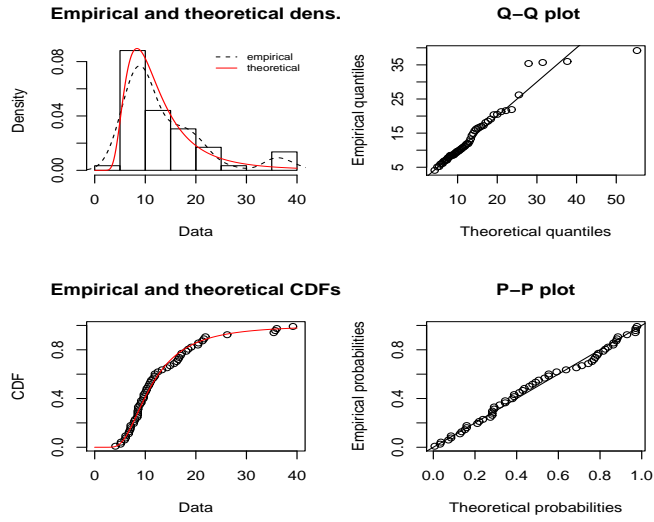 Empirical and theoretical dens.
Density
0.00 0.04 0.08
empirical
theoretical
0 10 20 30 40
Data
Q−Q plot
Empirical quantiles
5 15 25 35
10 20 30 40 50
Theoretical quantiles
Empirical and theoretical CDFs
CDF
0.0 0.4 0.8
0 10 20 30 40
Data
P−P plot
Empirical probabilities
0.0 0.4 0.8
0.0 0.2 0.4 0.6 0.8 1.0
Theoretical probabilities